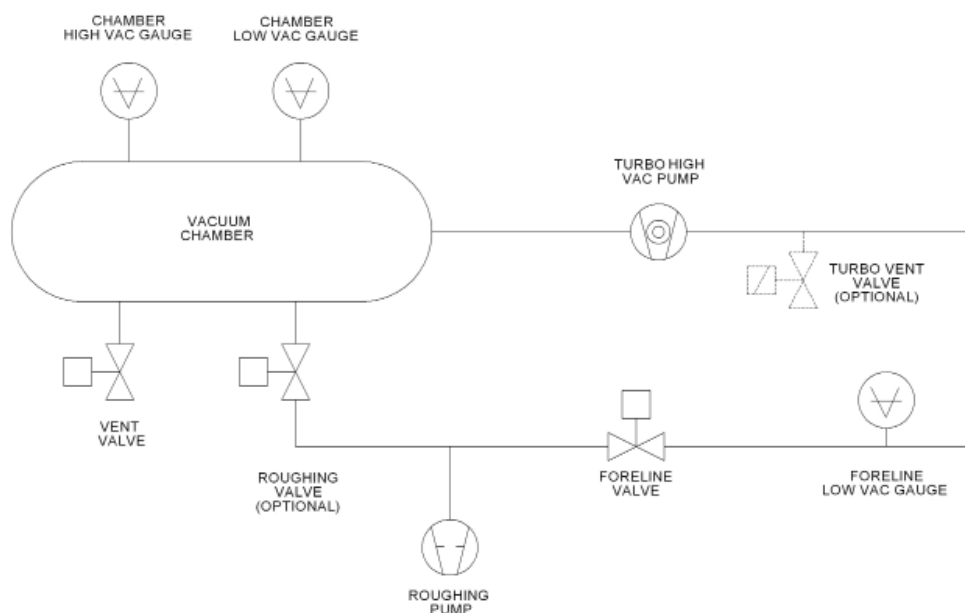 CHAMBER
HIGH VAC GAUGE
CHAMBER
LOW VAC GAUGE
TURBO HIGH
VAC PUMP
VACUUM
CHAMBER
TURBO VENT
VALVE
(OPTIONAL)
VENT
VALVE
ROUGHING
VALVE
(OPTIONAL)
FORELINE
VALVE
FORELINE
LOW VAC GAUGE
ROUGHING
PUMP